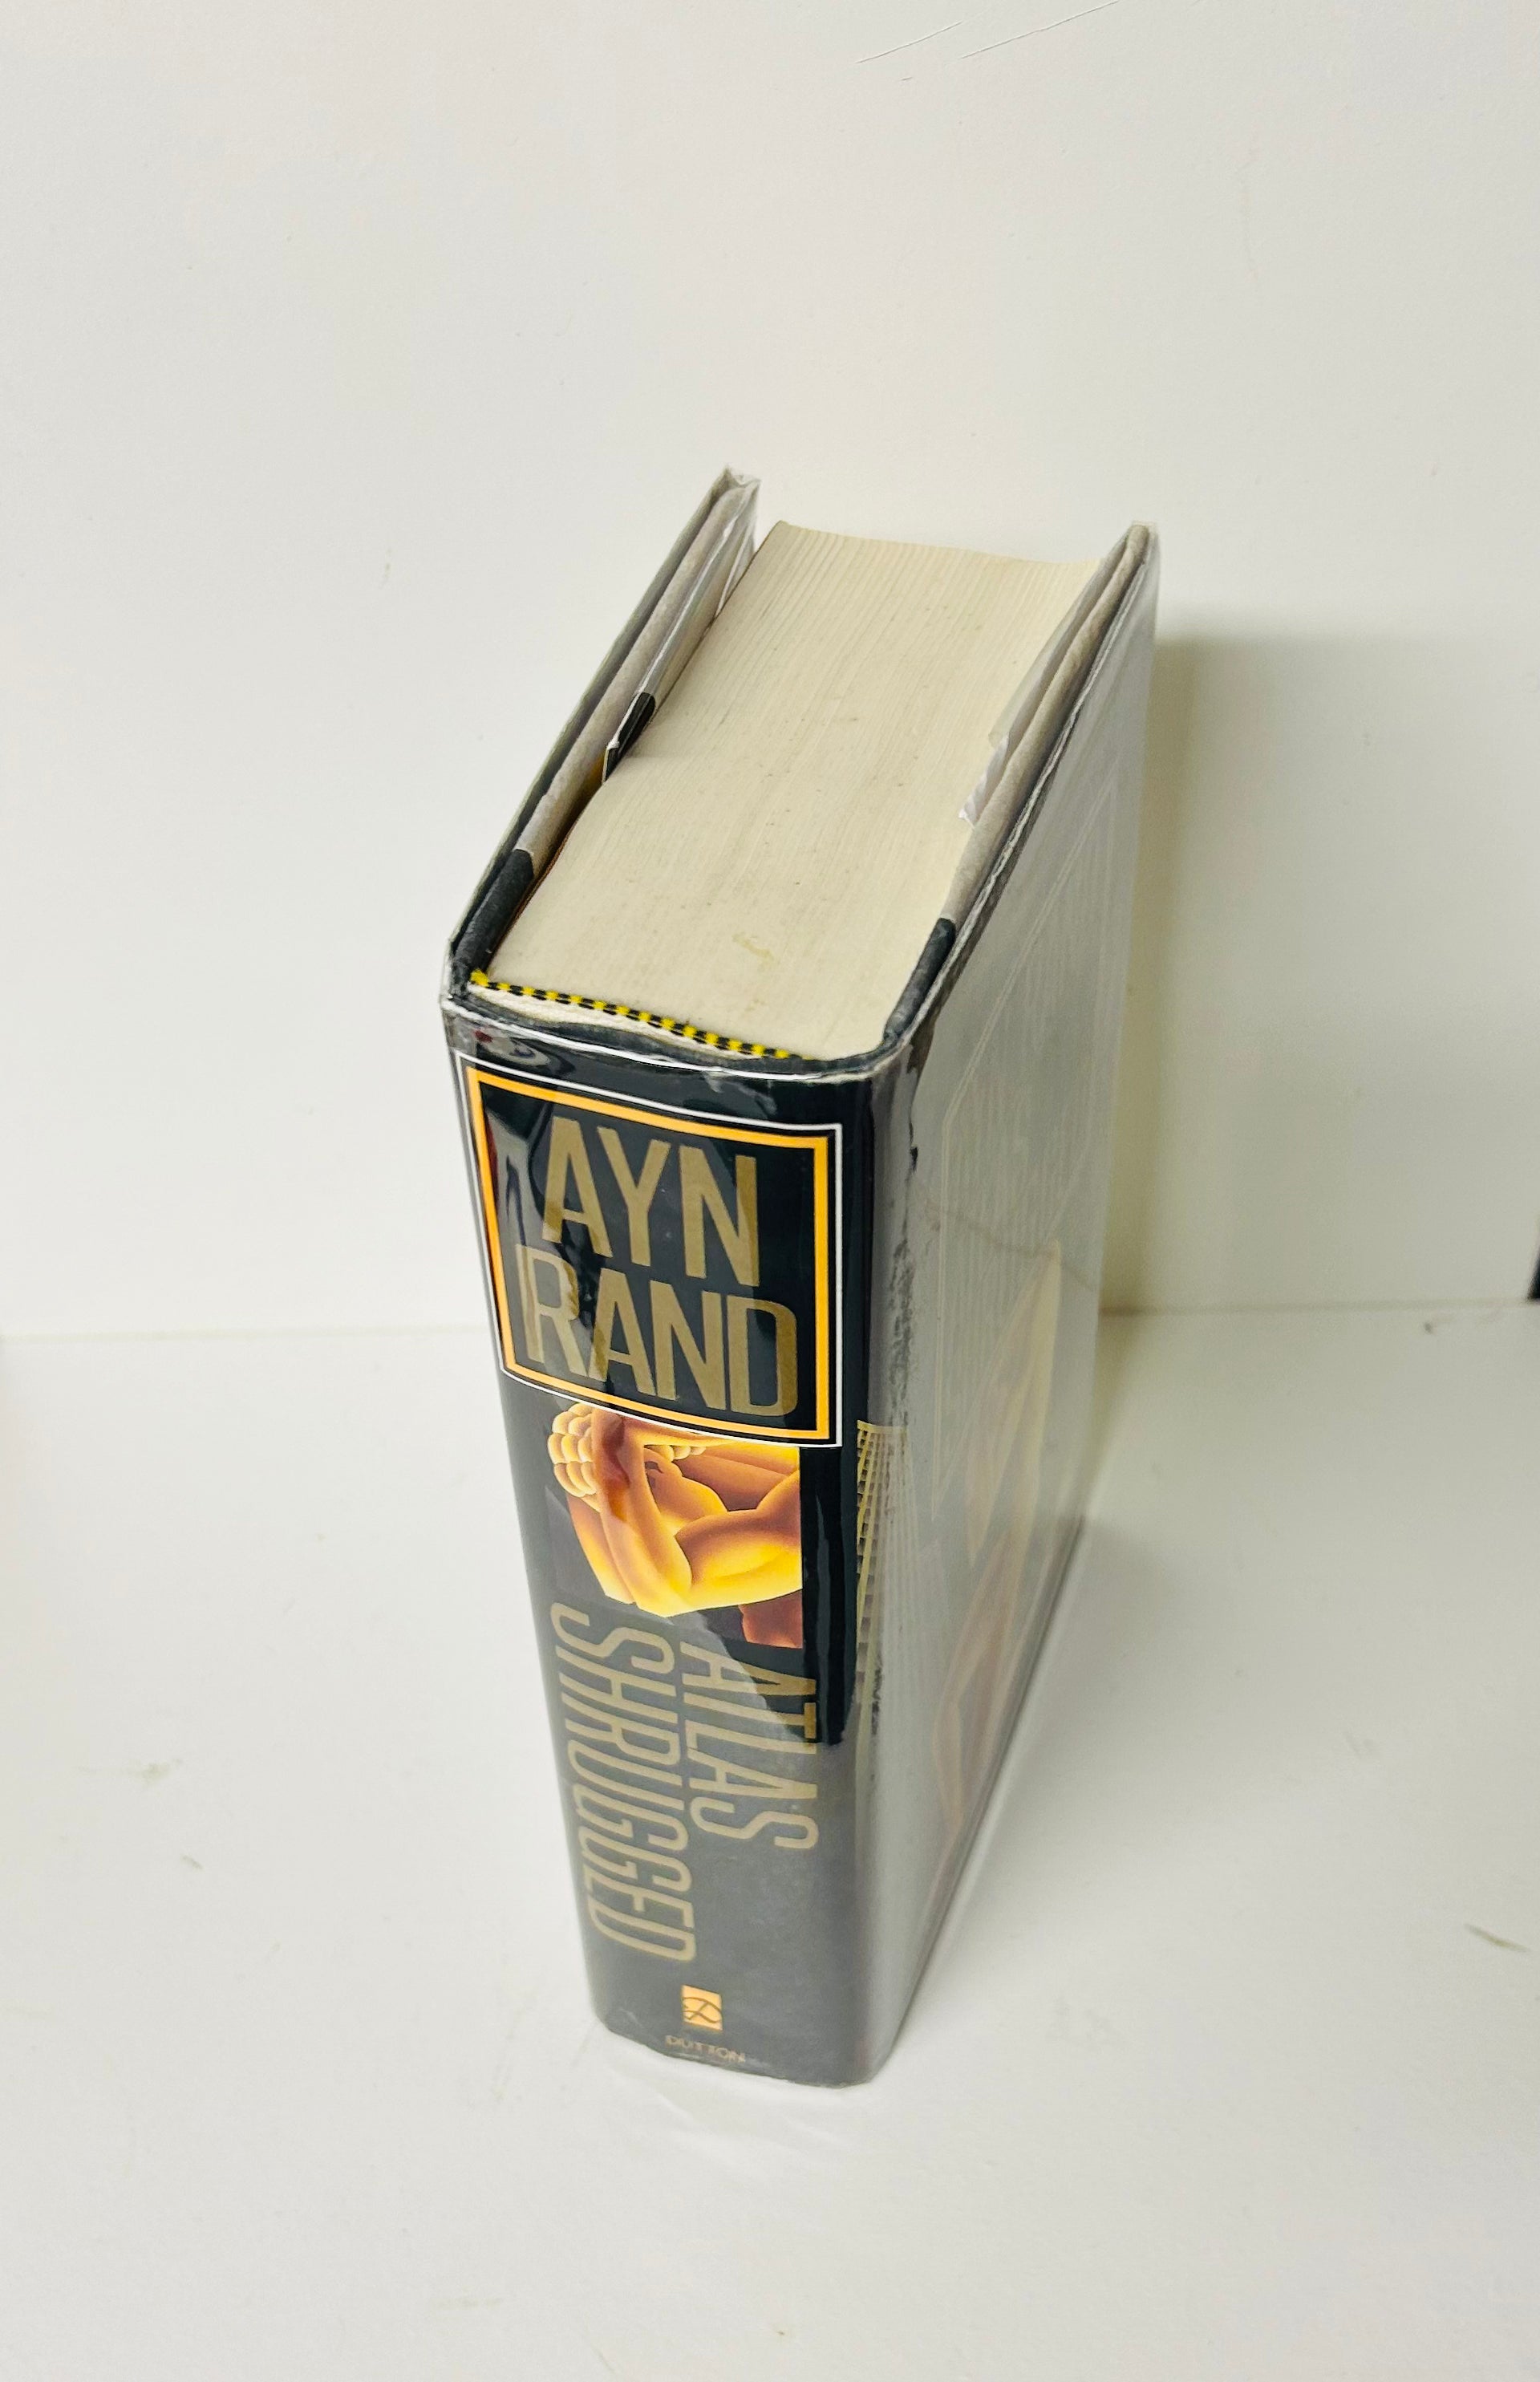 AYN
RAND
ATLAS
SHRUGGED
D
DUTTON